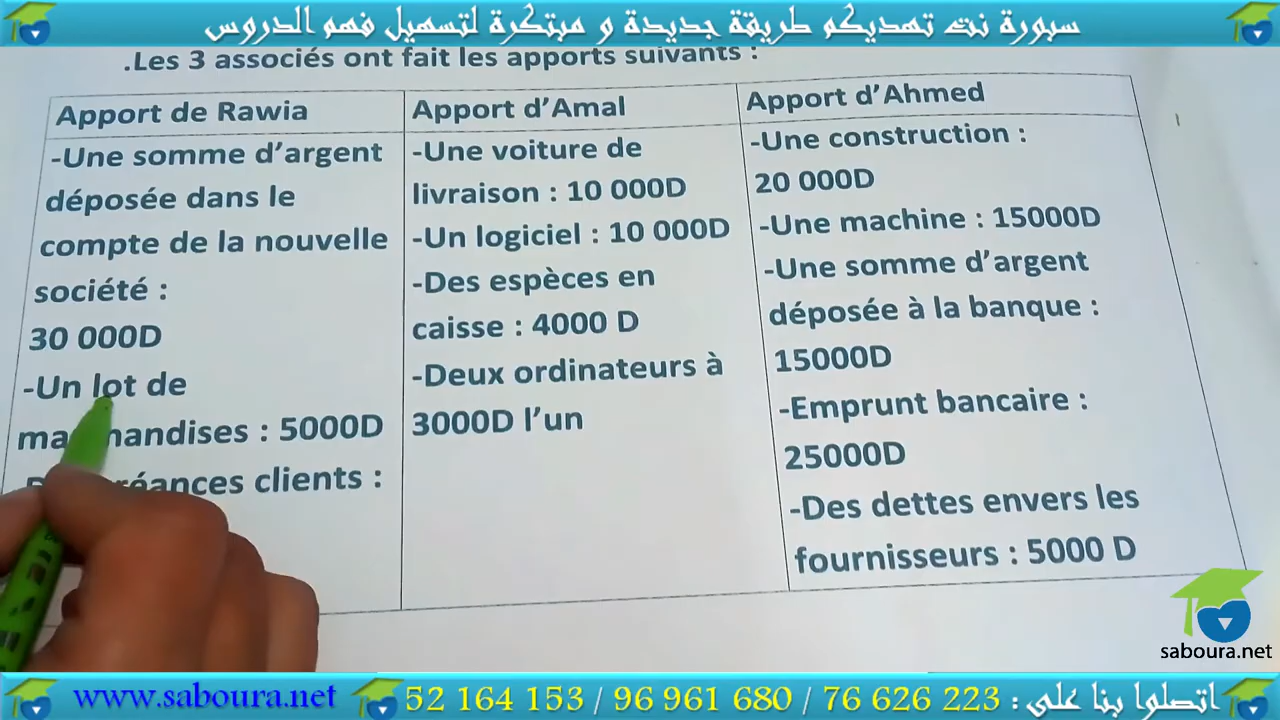 سبورة نت تهديكم طريقة جديدة و مبتكرة لتسهيل فهم الدروس
.Les 3 associés ont fait les apports suivants :
Apport de Rawia
-Une somme d'argent
déposée dans le
compte de la nouvelle
société :
30 000D
-Un lot de
marchandises : 5000D
créances clients :
Apport d'Amal
-Une voiture de
livraison : 10 000D
-Un logiciel : 10 000D
-Des espèces en
caisse : 4000 D
-Deux ordinateurs à
3000D l'un
Apport d'Ahmed
-Une construction :
20 000D
-Une machine : 15000D
-Une somme d'argent
déposée à la banque :
15000D
-Emprunt bancaire :
25000D
-Des dettes envers les
fournisseurs : 5000 D
saboura.net
www.saboura.net
اتصلوا بنا على : 52 164 153 / 96 961 680 / 76 626 223